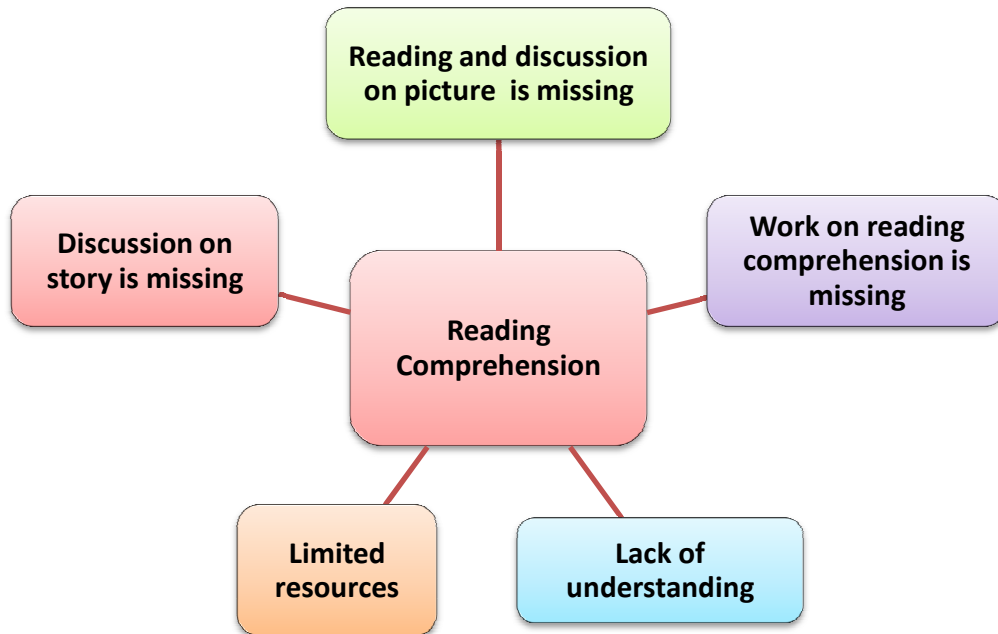 Reading and discussion
on picture is missing
Discussion on
story is missing
Work on reading
comprehension is
missing
Reading
Comprehension
Limited
resources
Lack of
understanding